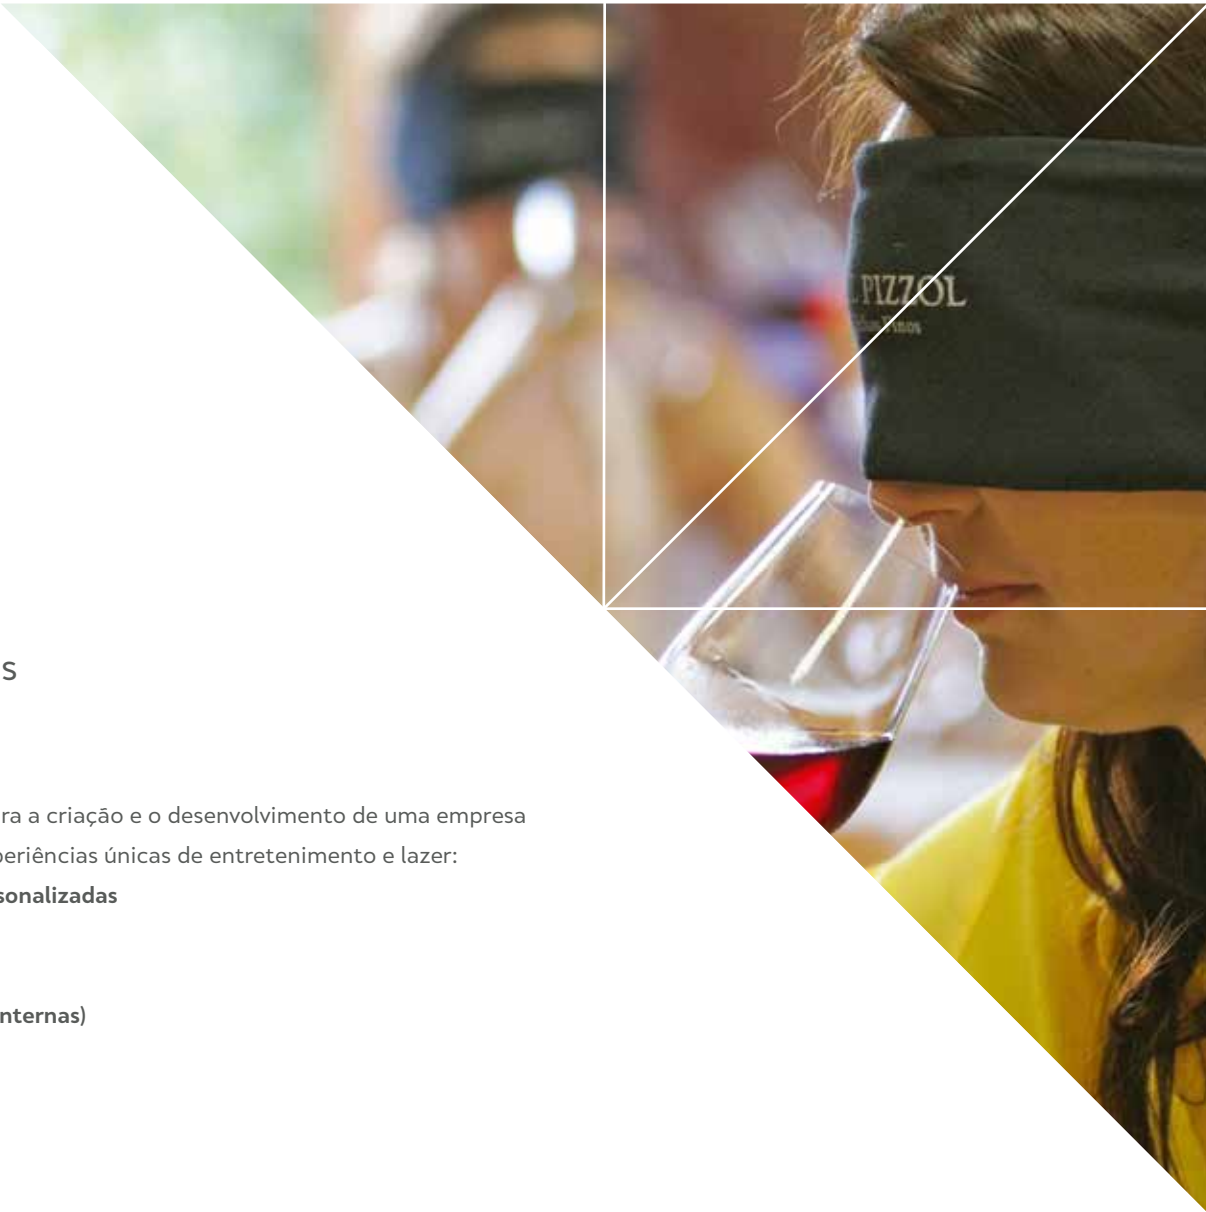 PIZZOL
s
ra a criação e o desenvolvimento de uma empresa
periências únicas de entretenimento e lazer:
sonalizadas
nternas)